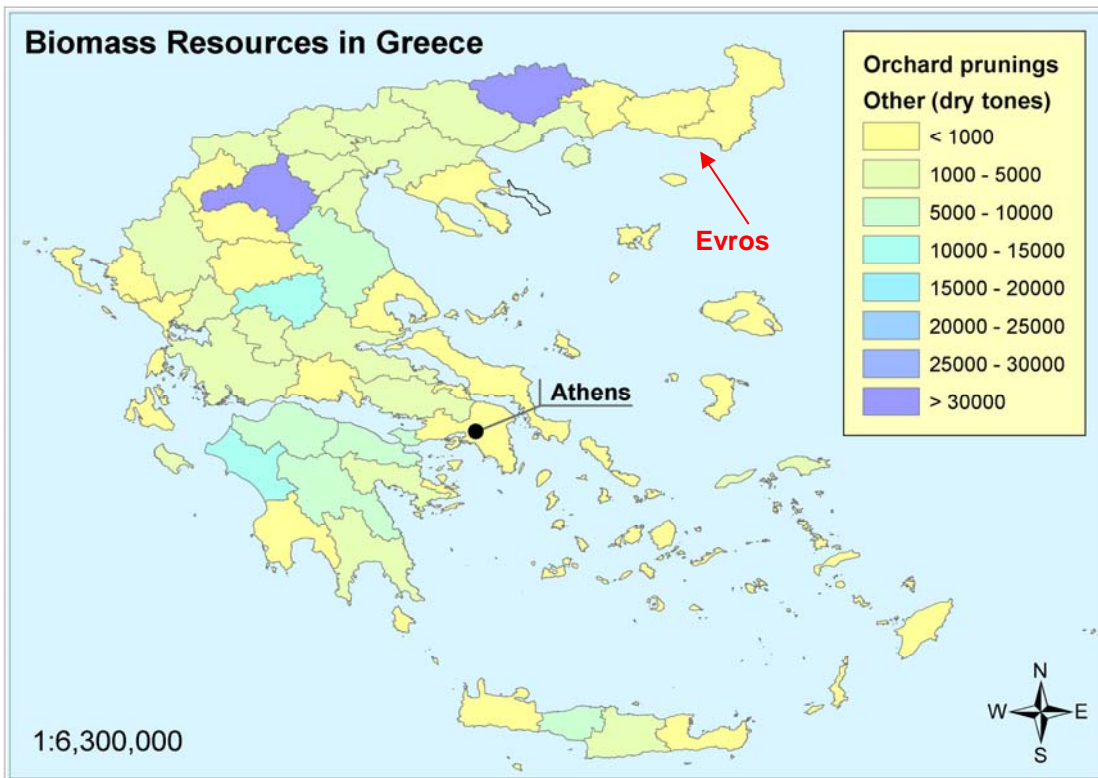 Biomass Resources in Greece
Orchard prunings
Other (dry tones)
< 1000
1000 - 5000
5000 - 10000
10000 - 15000
15000 - 20000
20000 - 25000
25000 - 30000
> 30000
Evros
Athens
N
W E
S
1:6,300,000